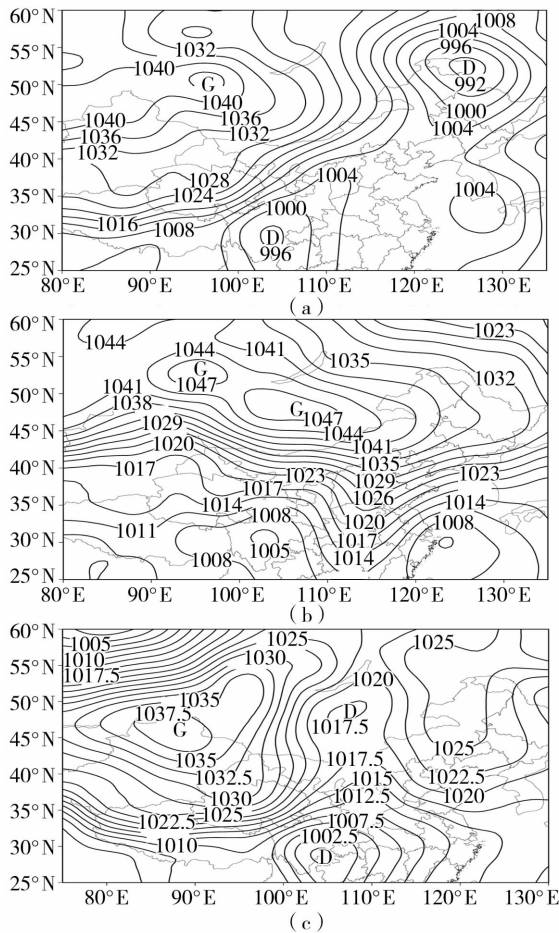 60°N
1008
1004
1032
996
55°N
1040
D
992
50°N
G
1040
1000
45°N
1040
1036
1004
1036
1032
40°N
1032
1028
1004
35°N
1024
1000
1004
1016
1008
30°N
D
996
25°N
80°E 90°E 100°E 110°E 120°E 130°E
(a)
60°N
1023
1044
1044
1041
1035
55°N
G
1047
1032
50°N
1041
G
1047
1038
45°N
1029
1044
1041
1020
1035
40°N
1017
1023
1029
1023
1017
1026
35°N
1014
1014
1008
1020
1008
1011
1017
30°N
1008
1005
1014
25°N
80°E 90°E 100°E 110°E 120°E 130°E
(b)
60°N
1005
1025
1025
1010
1030
1017.5
55°N
1020
1035
50°N
1037.5
D
G
1017.5
45°N
1025
1035
1017.5
1032.5
1015
1022.5
40°N
1030
1012.5
1020
1025
35°N
1022.5
1007.5
1010
1002.5
30°N
D
25°N
80°E 90°E 100°E 110°E 120°E 130°E
(c)